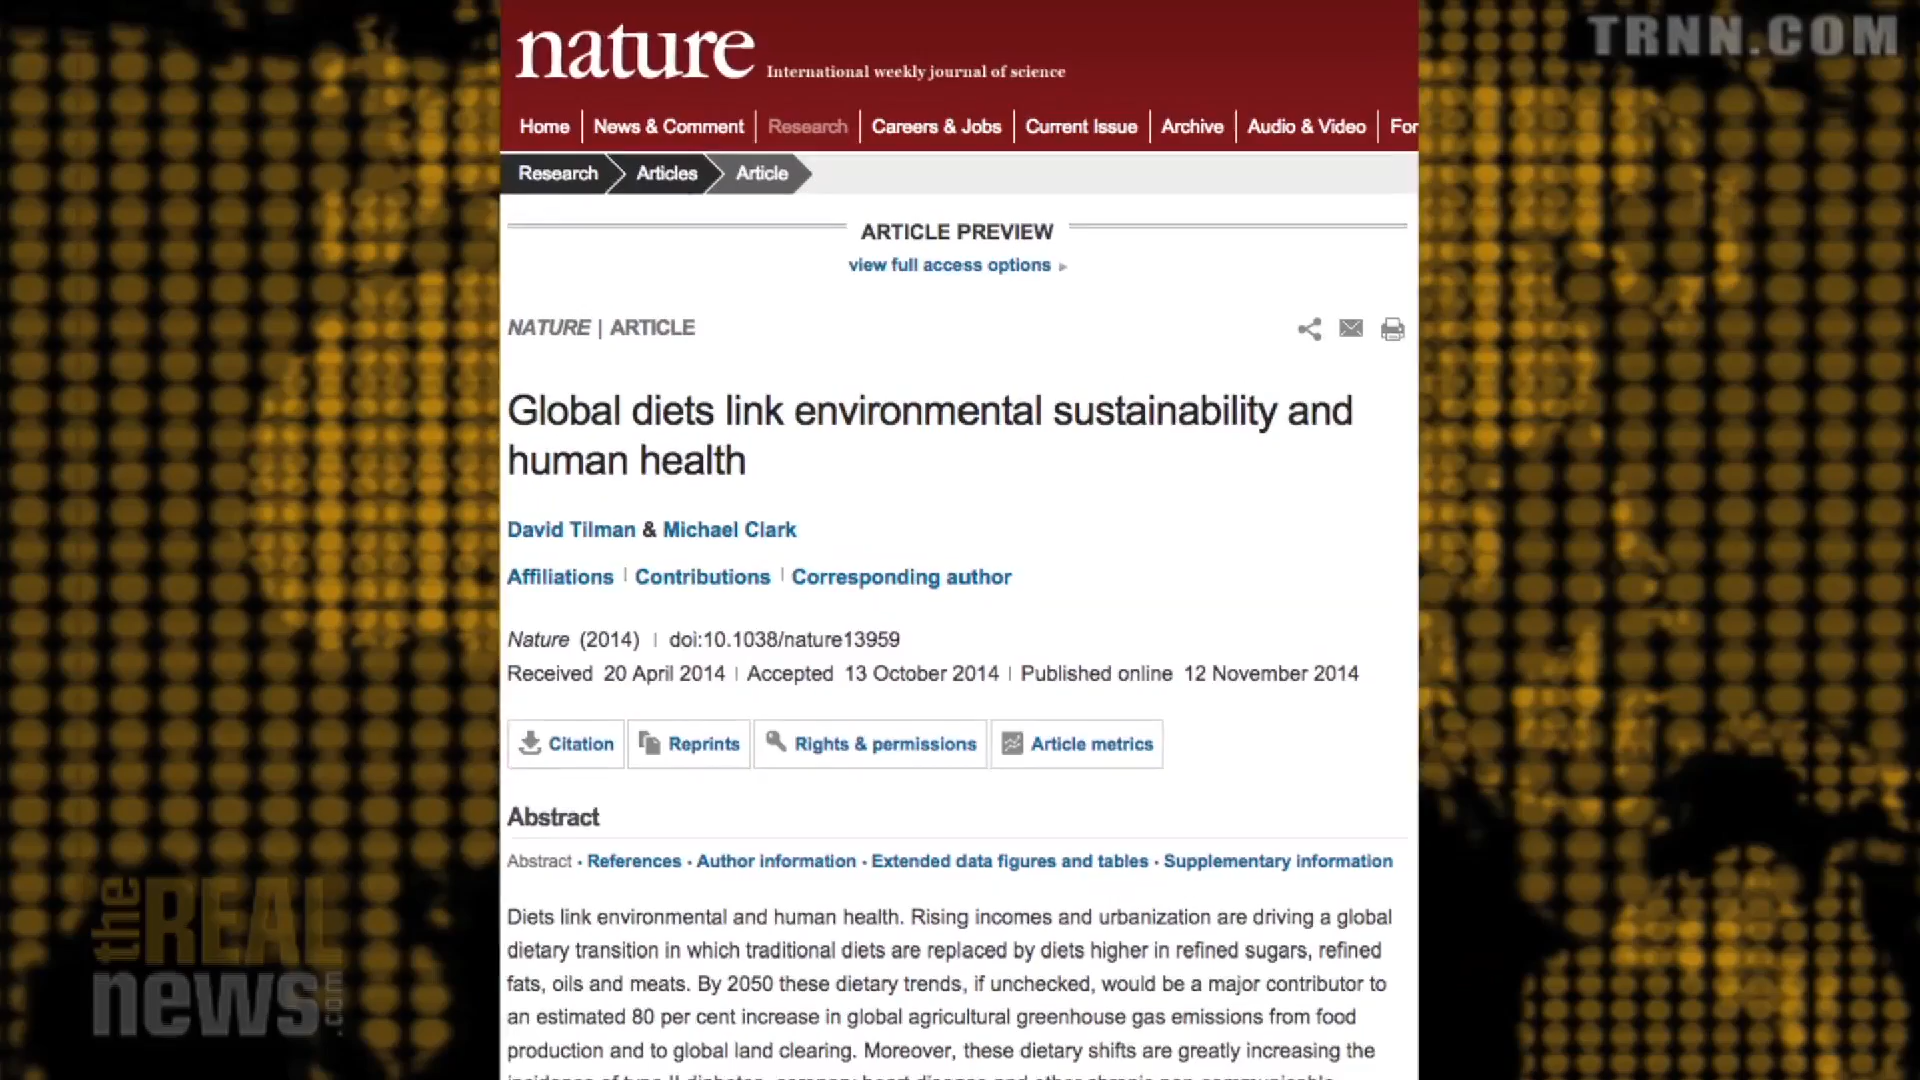 TRNN.COM
nature International weekly journal of science
Home News & Comment Research Careers & Jobs Current Issue Archive Audio & Video For
Research Articles Article
ARTICLE PREVIEW
view full access options
NATURE | ARTICLE
Global diets link environmental sustainability and
human health
David Tilman & Michael Clark
Affiliations | Contributions | Corresponding author
Nature (2014) | doi:10.1038/nature13959
Received 20 April 2014 | Accepted 13 October 2014 | Published online 12 November 2014
Citation Reprints Rights & permissions Article metrics
Abstract
Abstract • References • Author information • Extended data figures and tables • Supplementary information
Diets link environmental and human health. Rising incomes and urbanization are driving a global
dietary transition in which traditional diets are replaced by diets higher in refined sugars, refined
fats, oils and meats. By 2050 these dietary trends, if unchecked, would be a major contributor to
an estimated 80 per cent increase in global agricultural greenhouse gas emissions from food
production and to global land clearing. Moreover, these dietary shifts are greatly increasing the
the REAL
news.com